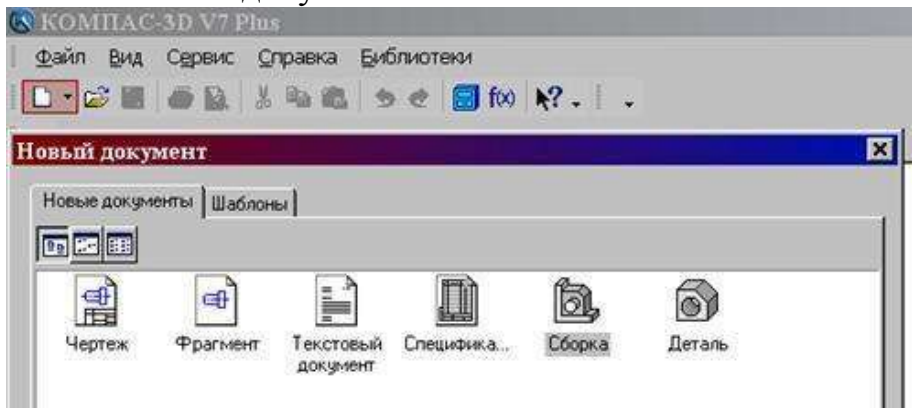 КОМПАС-3D V7 Plus
Файл Вид Сервис Справка Библиотеки
f(x) ?
Новый документ
Новые документы Шаблоны
Чертеж Фрагмент Текстовый документ Специфика... Сборка Деталь